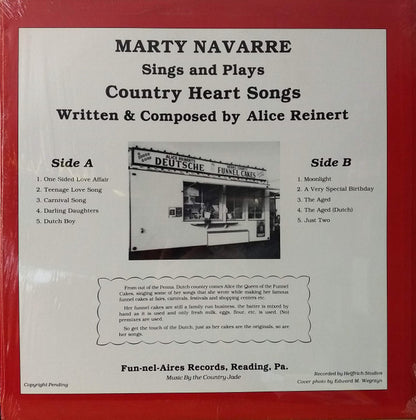 MARTY NAVARRE
Sings and Plays
Country Heart Songs
Written & Composed by Alice Reinert
Side A
1. One Sided Love Affair
2. Teenage Love Song
3. Carnival Song
4. Darling Daughters
5. Dutch Boy
DEUTSCHE
FUNNEL CAKES
Side B
1. Moonlight
2. A Very Special Birthday
3. The Aged
4. The Aged (Dutch)
5. Just Two
From out of the Penna. Dutch country comes Alice the Queen of the Funnel
Cakes, singing some of her songs that she wrote while making her famous
funnel cakes at fairs, carnivals, festivals and shopping centers etc.
Her funnel cakes are still a family run business, the batter is mixed by
hand as it is used and only fresh milk, eggs, flour, etc. is used. (Not
premixes are used.
So get the touch of the Dutch, just as her cakes are the originals, so are
her songs.
Fun-nel-Aires Records, Reading, Pa.
Music By the Country Jade
Copyright Pending
Recorded by Helffrich Studios
Cover photo by Edward M. Wegrzyn